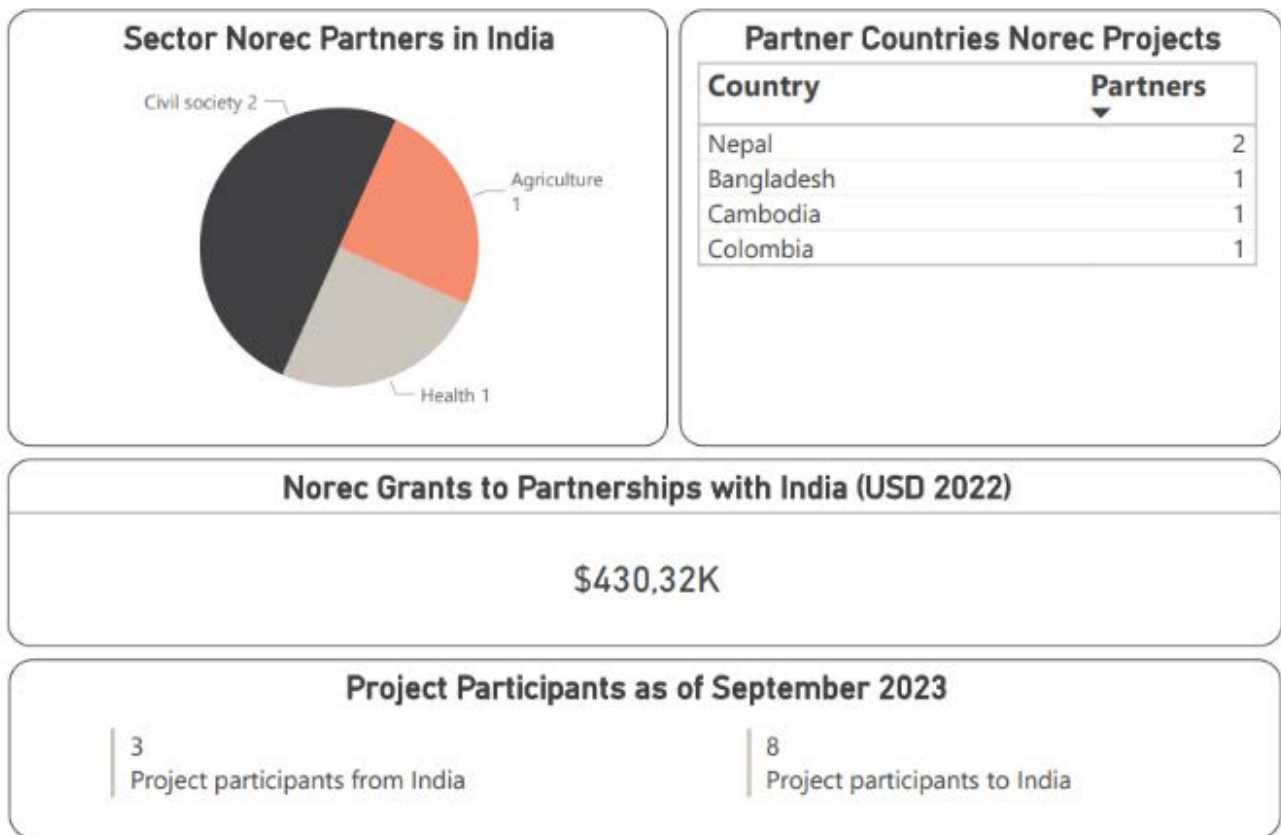 Sector Norec Partners in India
Civil society 2
Agriculture
1
Health 1
Partner Countries Norec Projects
Country Partners
Nepal 2
Bangladesh 1
Cambodia 1
Colombia 1
Norec Grants to Partnerships with India (USD 2022)
$430,32K
Project Participants as of September 2023
3
Project participants from India
8
Project participants to India